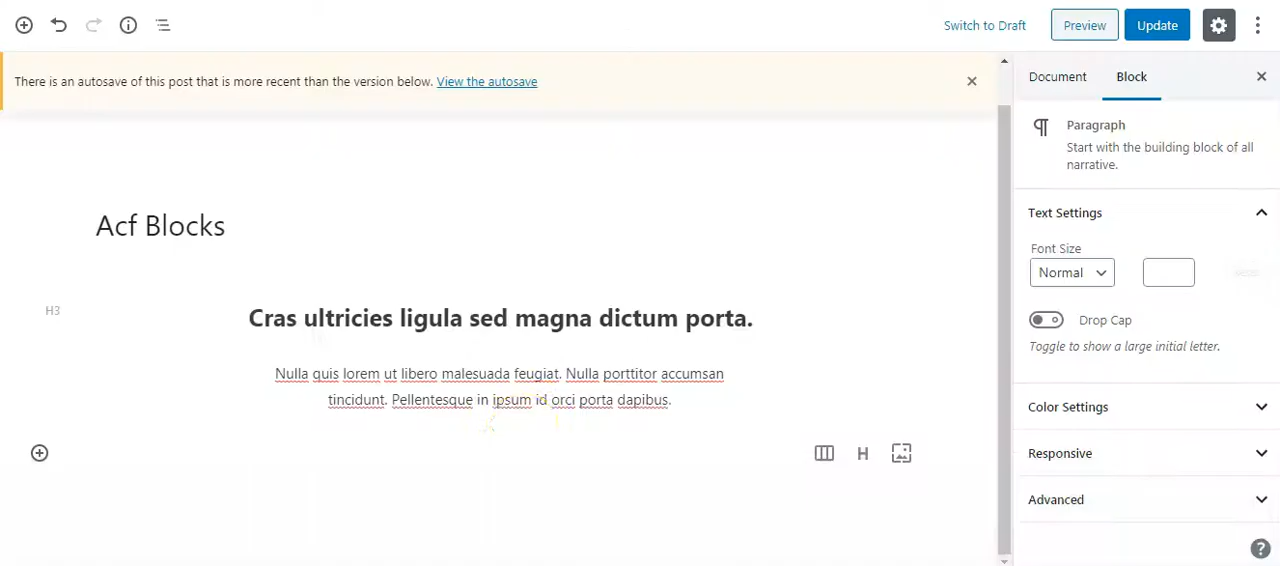 Switch to Draft
Preview
Update
There is an autosave of this post that is more recent than the version below. View the autosave
Document
Block
Paragraph
Start with the building block of all
narrative.
Text Settings
Font Size
Normal
Drop Cap
Toggle to show a large initial letter.
Color Settings
Responsive
Advanced
Acf Blocks
H3
Cras ultricies ligula sed magna dictum porta.
Nulla quis lorem ut libero malesuada feugiat. Nulla porttitor accumsan
tincidunt. Pellentesque in ipsum id orci porta dapibus.
H